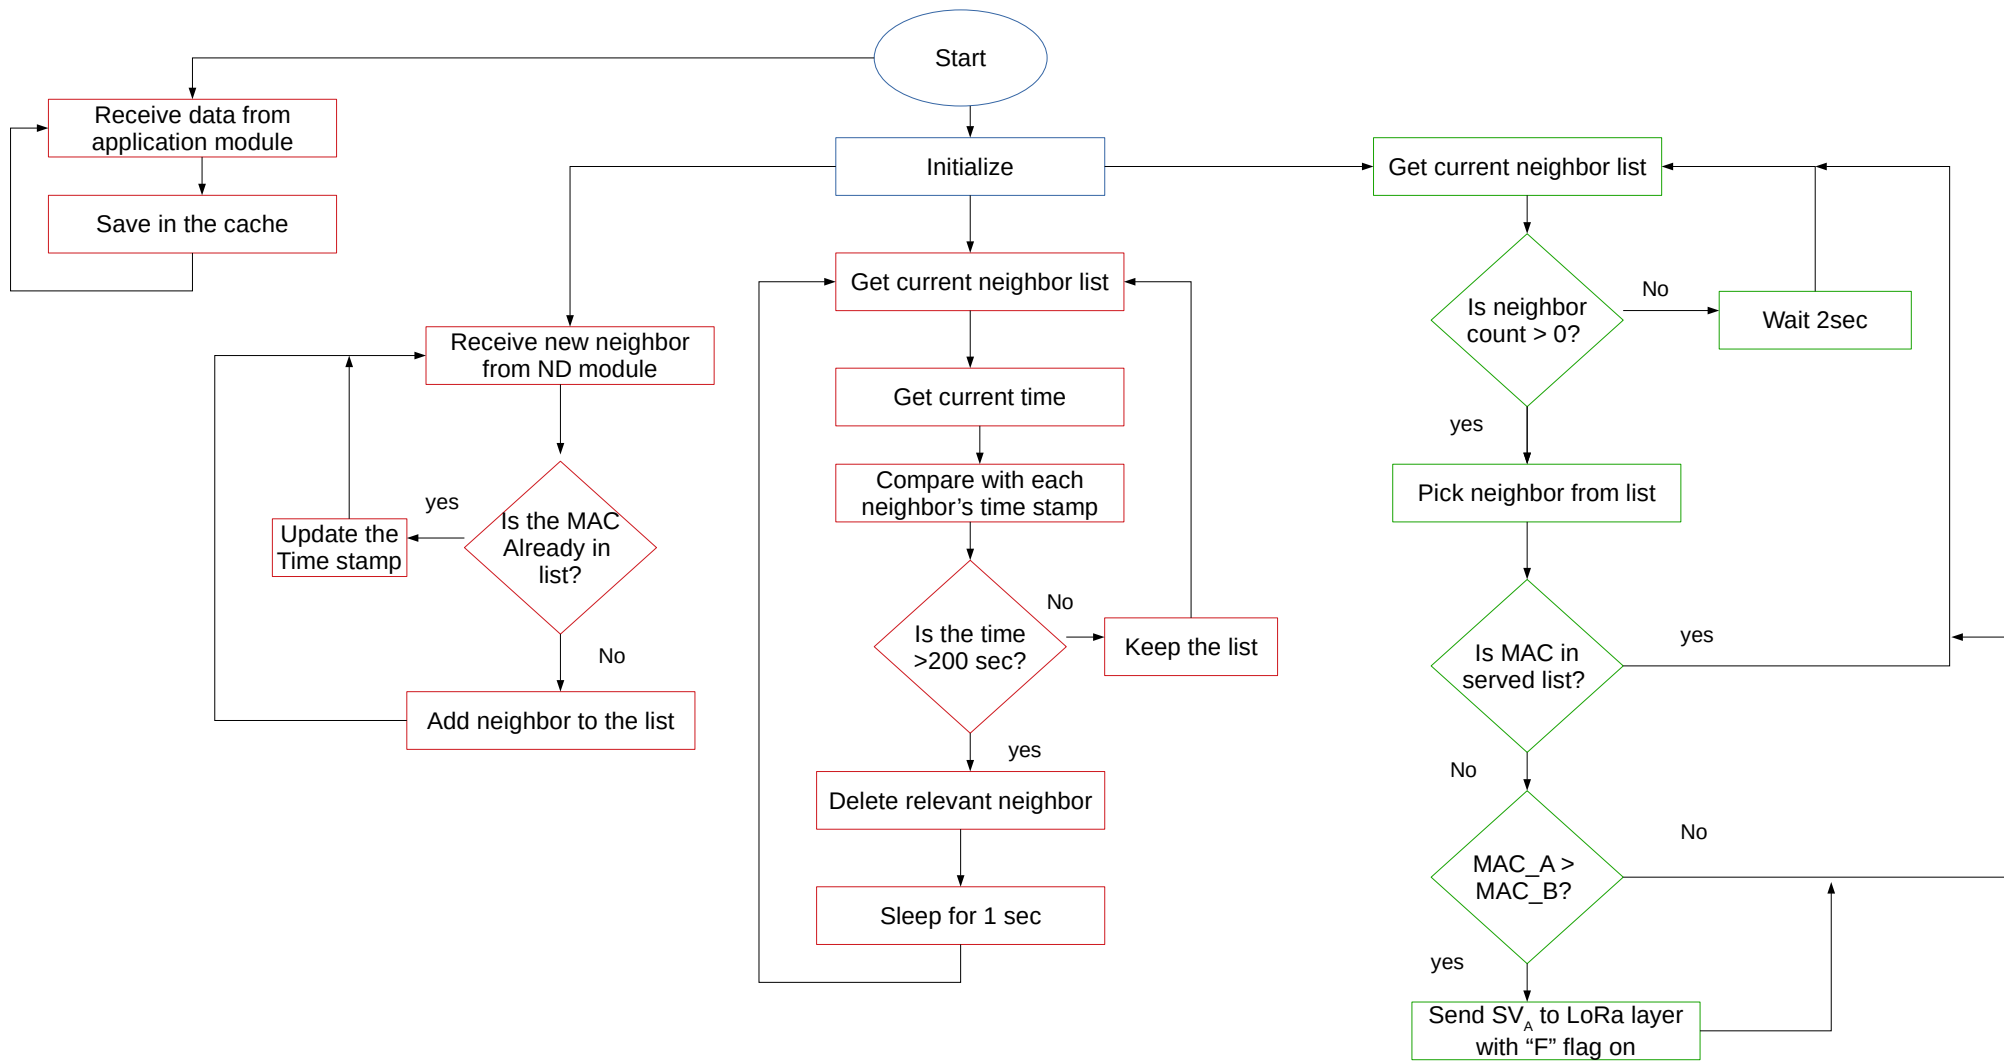 Start
Receive data from
application module
Save in the cache
Initialize
Receive new neighbor
from ND module
yes
Is the MAC
Already in
list?
Update the
Time stamp
No
Add neighbor to the list
Get current neighbor list
Get current time
Compare with each
neighbor’s time stamp
Is the time
>200 sec?
No
Keep the list
yes
Delete relevant neighbor
Sleep for 1 sec
Get current neighbor list
Is neighbor
count > 0?
No
Wait 2sec
yes
Pick neighbor from list
Is MAC in
served list?
yes
No
MAC_A >
MAC_B?
No
yes
Send SV_A to LoRa layer
with “F” flag on